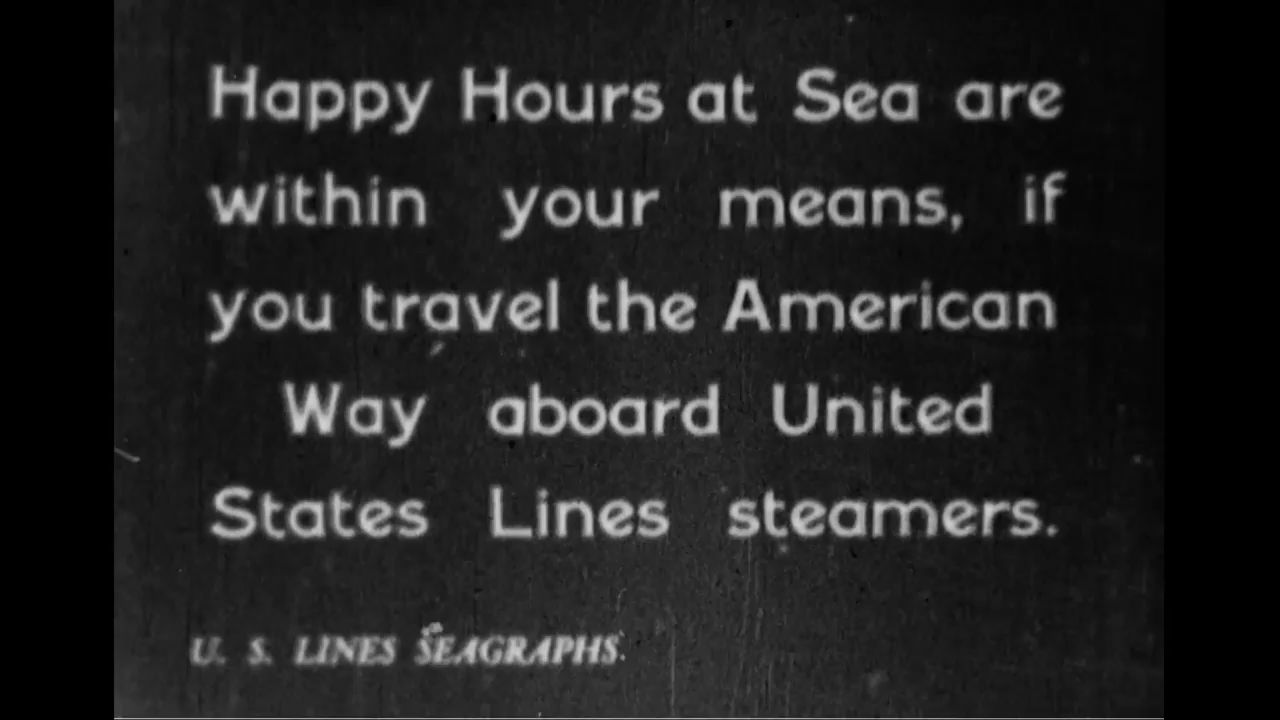 Happy Hours at Sea are
within your means, if
you travel the American
Way aboard United
States Lines steamers.
U. S. LINES SEAGRAPHS.